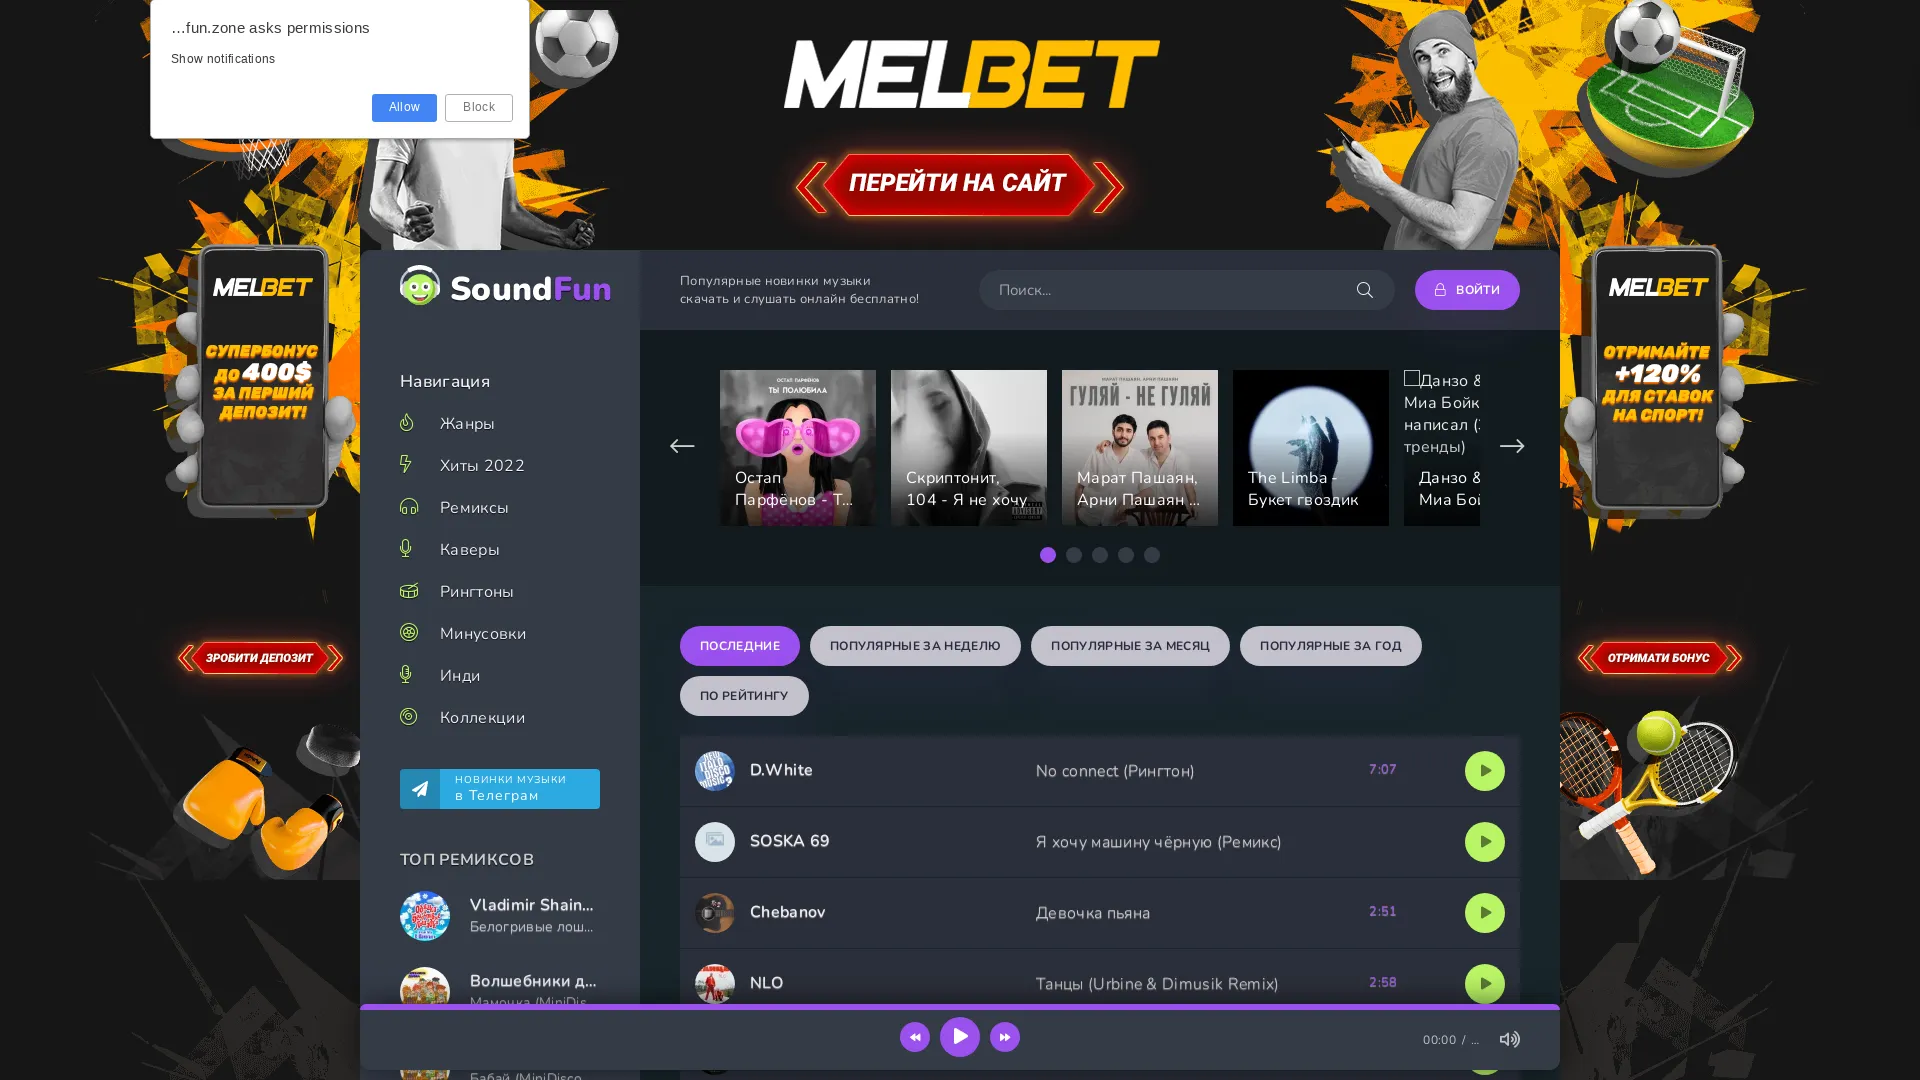 ...fun.zone asks permissions
Show notifications
Allow
Block
MELBET
ПЕРЕЙТИ НА САЙТ
MELBET
СУПЕРБОНУС
ДО 400$
ЗА ПЕРШИЙ
ДЕПОЗИТ!
ЗРОБИТИ ДЕПОЗИТ
MELBET
ОТРИМАЙТЕ
+120%
ДЛЯ СТАВОК
НА СПОРТ!
ОТРИМАТИ БОНУС
SoundFun
Популярные новинки музыки
скачать и слушать онлайн бесплатно!
Поиск...
ВОЙТИ
Навигация
Жанры
Хиты 2022
Ремиксы
Каверы
Рингтоны
Минусовки
Инди
Коллекции
НОВИНКИ МУЗЫКИ
в Телеграм
ТОП РЕМИКСОВ
Vladimir Shain...
Белогривые лош...
Волшебники д...
Мамочка (MiniDis...
Бабай (MiniDisco...
ОСТАП ПАРФЁНОВ
ТЫ ПОЛЮБИЛА
Остап
Парфёнов - Т...
Скриптонит,
104 - Я не хочу...
МАРАТ ПАШАЯН, АРНИ ПАШАЯН
ГУЛЯЙ - НЕ ГУЛЯЙ
Марат Пашаян,
Арни Пашаян ...
The Limba -
Букет гвоздик
Данзо &
Миа Бойк
написал (
тренды)
Данзо &
Миа Бой
ПОСЛЕДНИЕ
ПОПУЛЯРНЫЕ ЗА НЕДЕЛЮ
ПОПУЛЯРНЫЕ ЗА МЕСЯЦ
ПОПУЛЯРНЫЕ ЗА ГОД
ПО РЕЙТИНГУ
D.White
No connect (Рингтон)
7:07
SOSKA 69
Я хочу машину чёрную (Ремикс)
Chebanov
Девочка пьяна
2:51
NLO
Танцы (Urbine & Dimusik Remix)
2:58
00:00 / ...